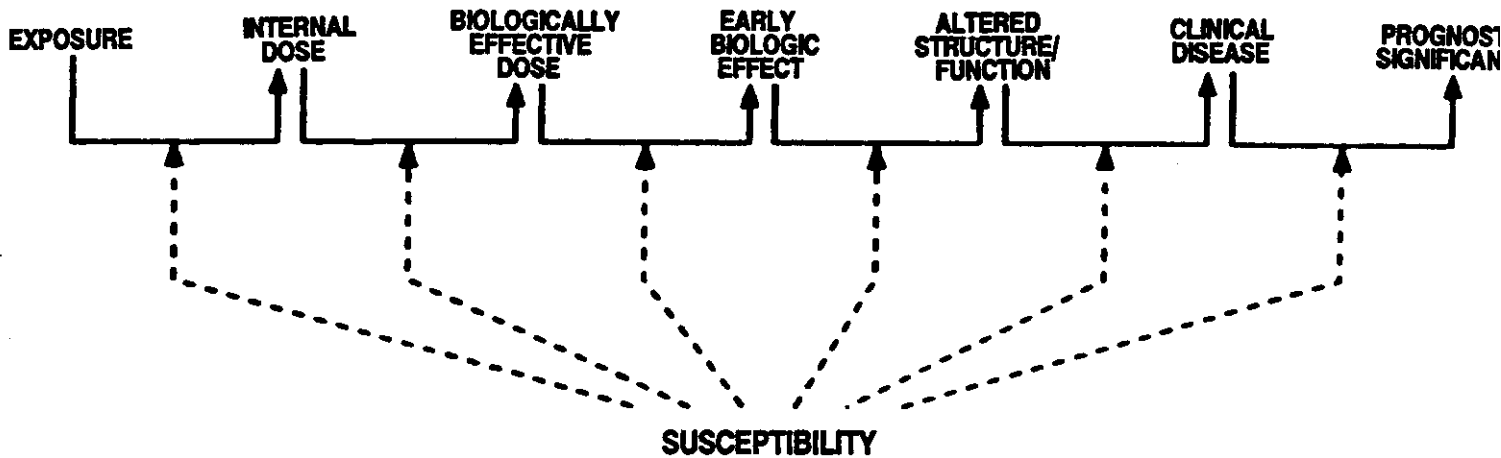 EXPOSURE
INTERNAL
DOSE
BIOLOGICALLY
EFFECTIVE
DOSE
EARLY
BIOLOGIC
EFFECT
ALTERED
STRUCTURE/
FUNCTION
CLINICAL
DISEASE
PROGNOST
SIGNIFICAN
SUSCEPTIBILITY